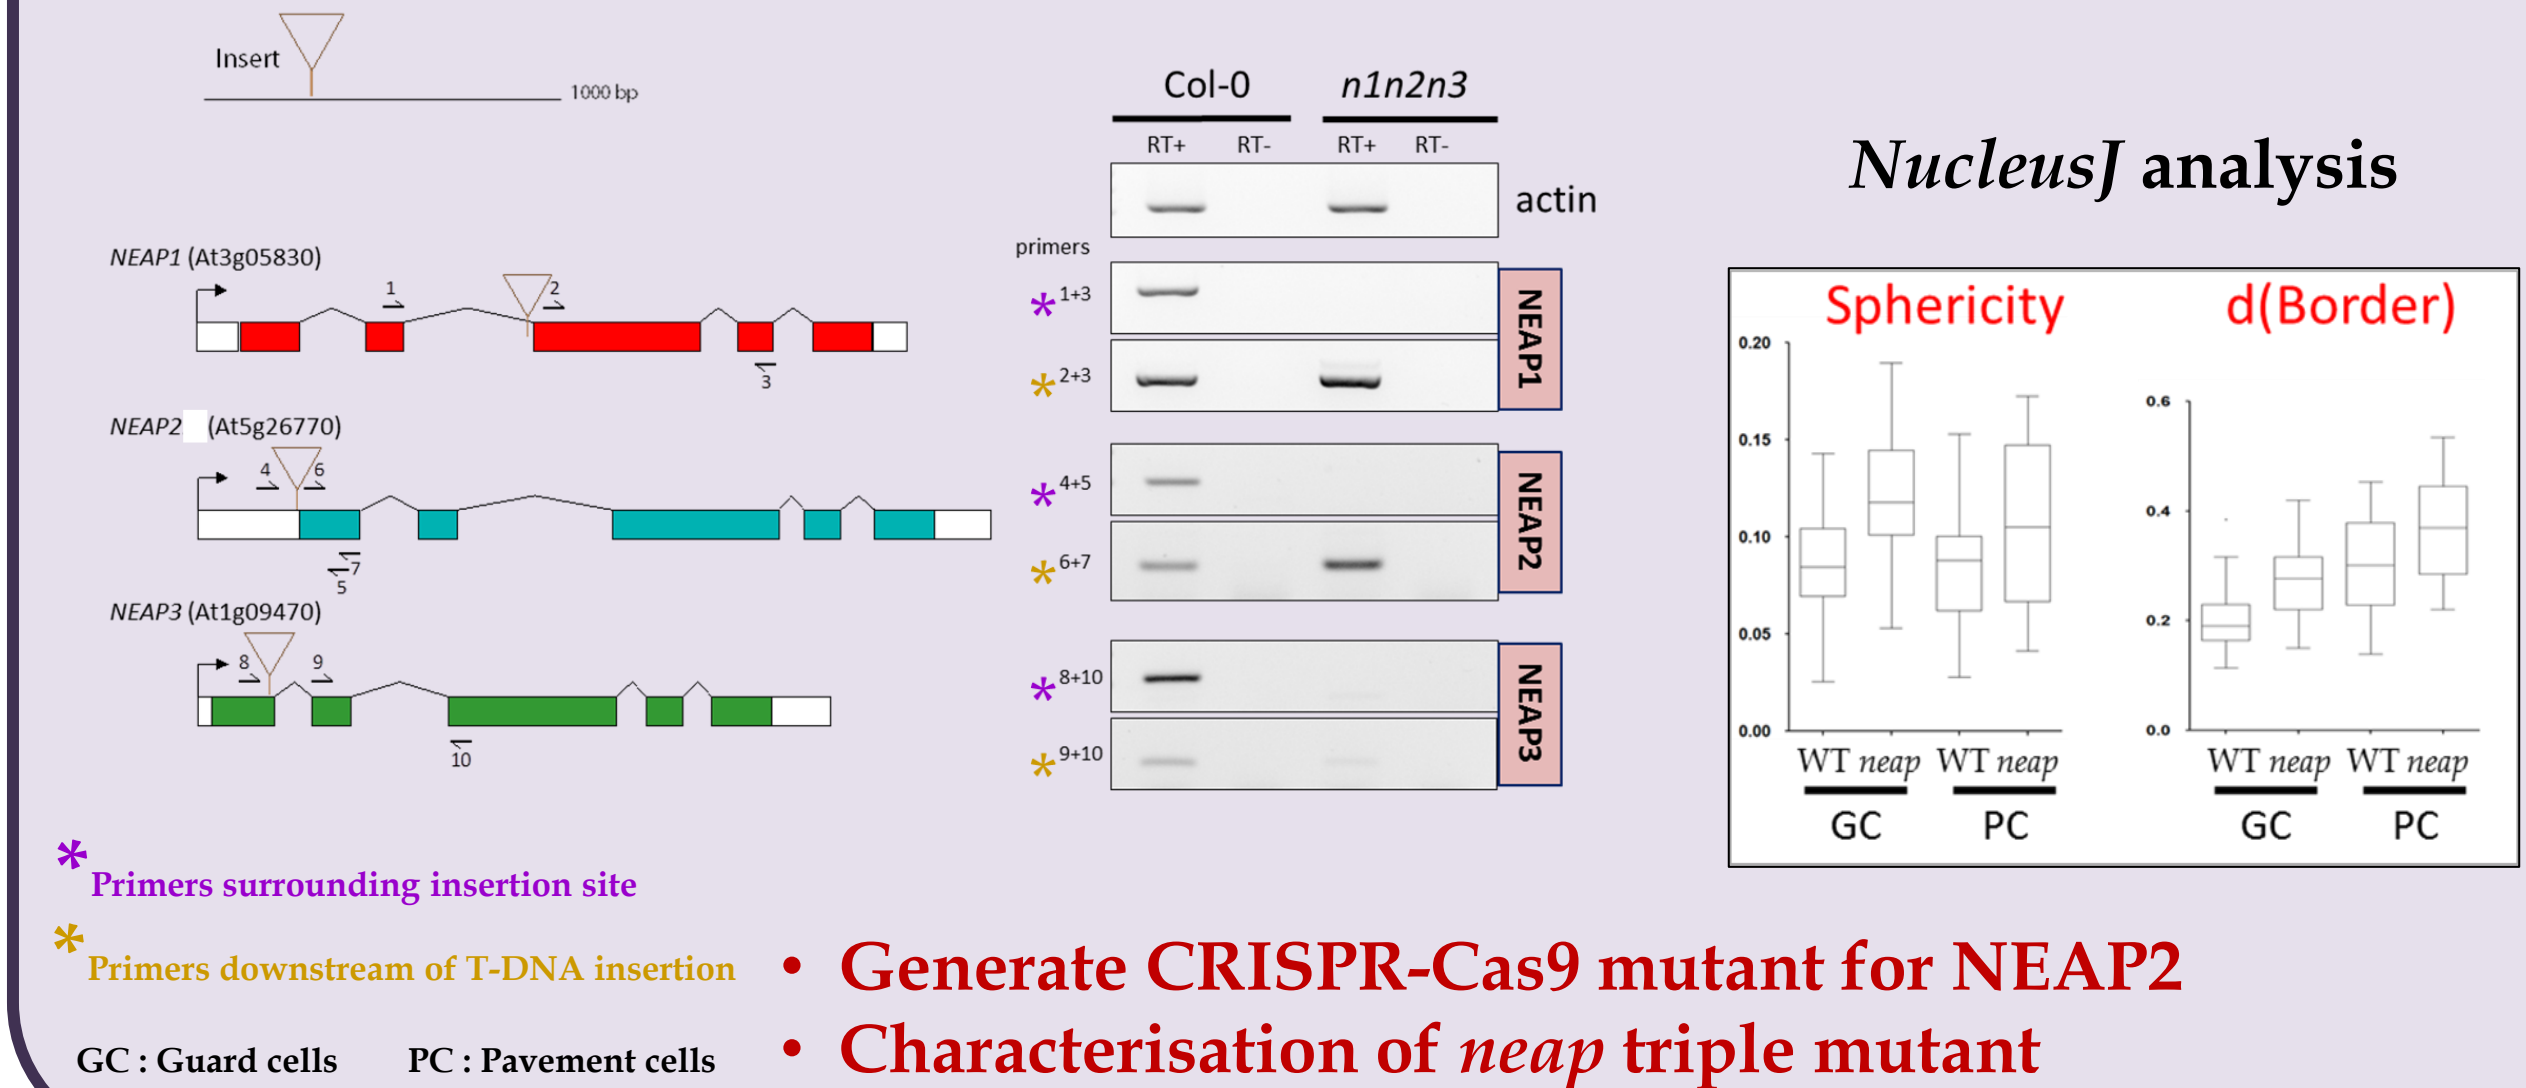 Insert
1000 bp
NEAP1 (At3g05830)
1
2
3
NEAP2 (At5g26770)
4
6
7
5
NEAP3 (At1g09470)
8
9
10
Col-0
n1n2n3
RT+ RT- RT+ RT-
actin
primers
* 1+3
* 2+3
NEAP1
* 4+5
* 6+7
NEAP2
* 8+10
* 9+10
NEAP3
NucleusJ analysis
Sphericity
0.20
0.15
0.10
0.05
0.00
WT neap WT neap
GC PC
d(Border)
0.6
0.4
0.2
0.0
WT neap WT neap
GC PC
* Primers surrounding insertion site
* Primers downstream of T-DNA insertion
GC : Guard cells PC : Pavement cells
• Generate CRISPR-Cas9 mutant for NEAP2
• Characterisation of neap triple mutant